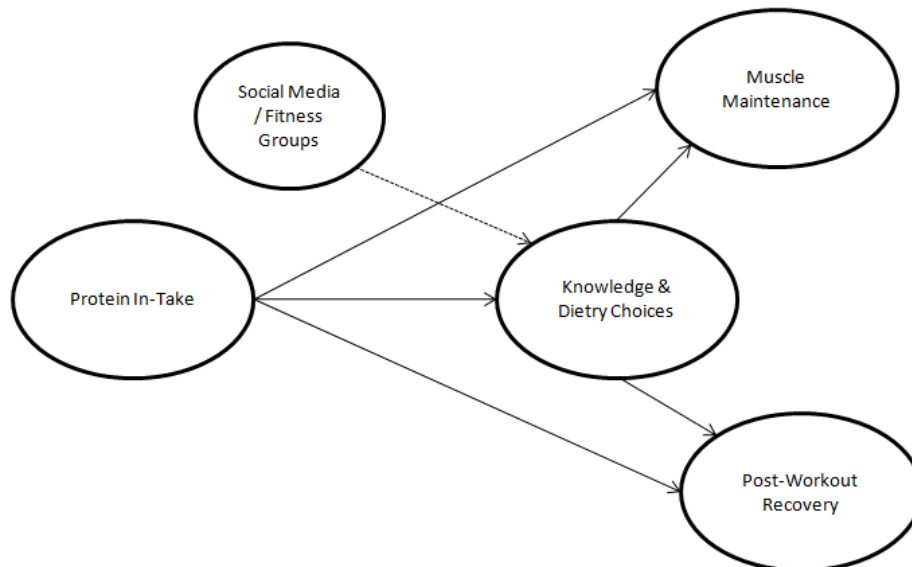 Muscle
Maintenance
Social Media
/ Fitness
Groups
Protein In-Take
Knowledge &
Dietry Choices
Post-Workout
Recovery